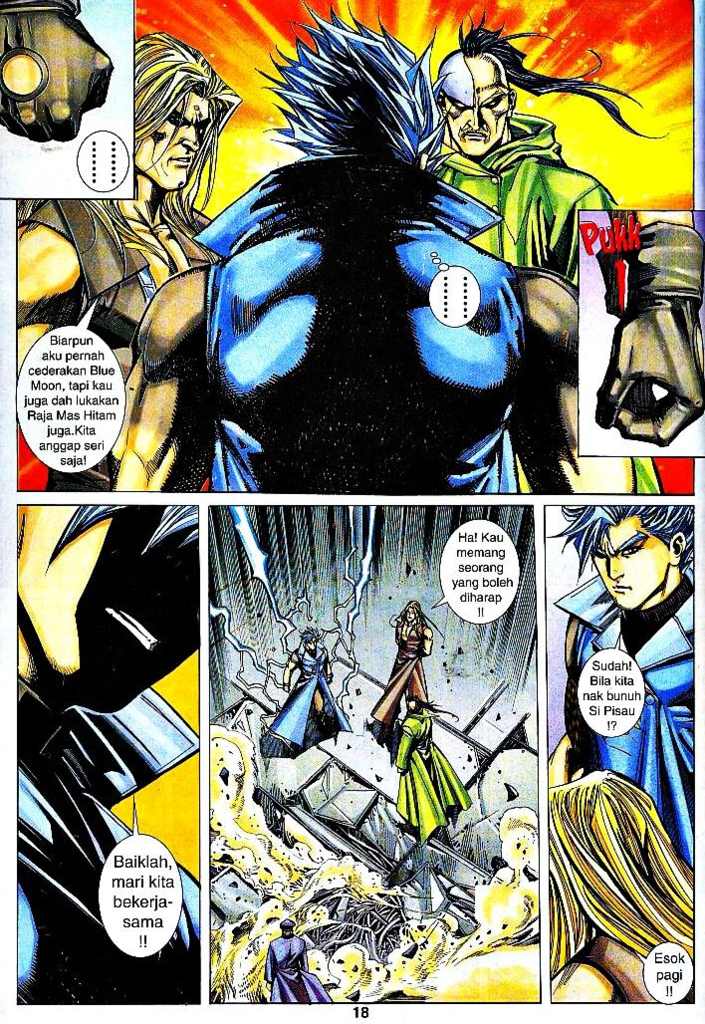 Biarpun
aku pernah
cederakan Blue
Moon, tapi kau
juga dah lukakan
Raja Mas Hitam
juga.Kita
anggap seri
saja!
PUKK
!
Baiklah,
mari kita
bekerja-
sama
!!
Ha! Kau
memang
seorang
yang boleh
diharap
!!
Sudah!
Bila kita
nak bunuh
Si Pisau
!?
Esok
pagi
!!
18